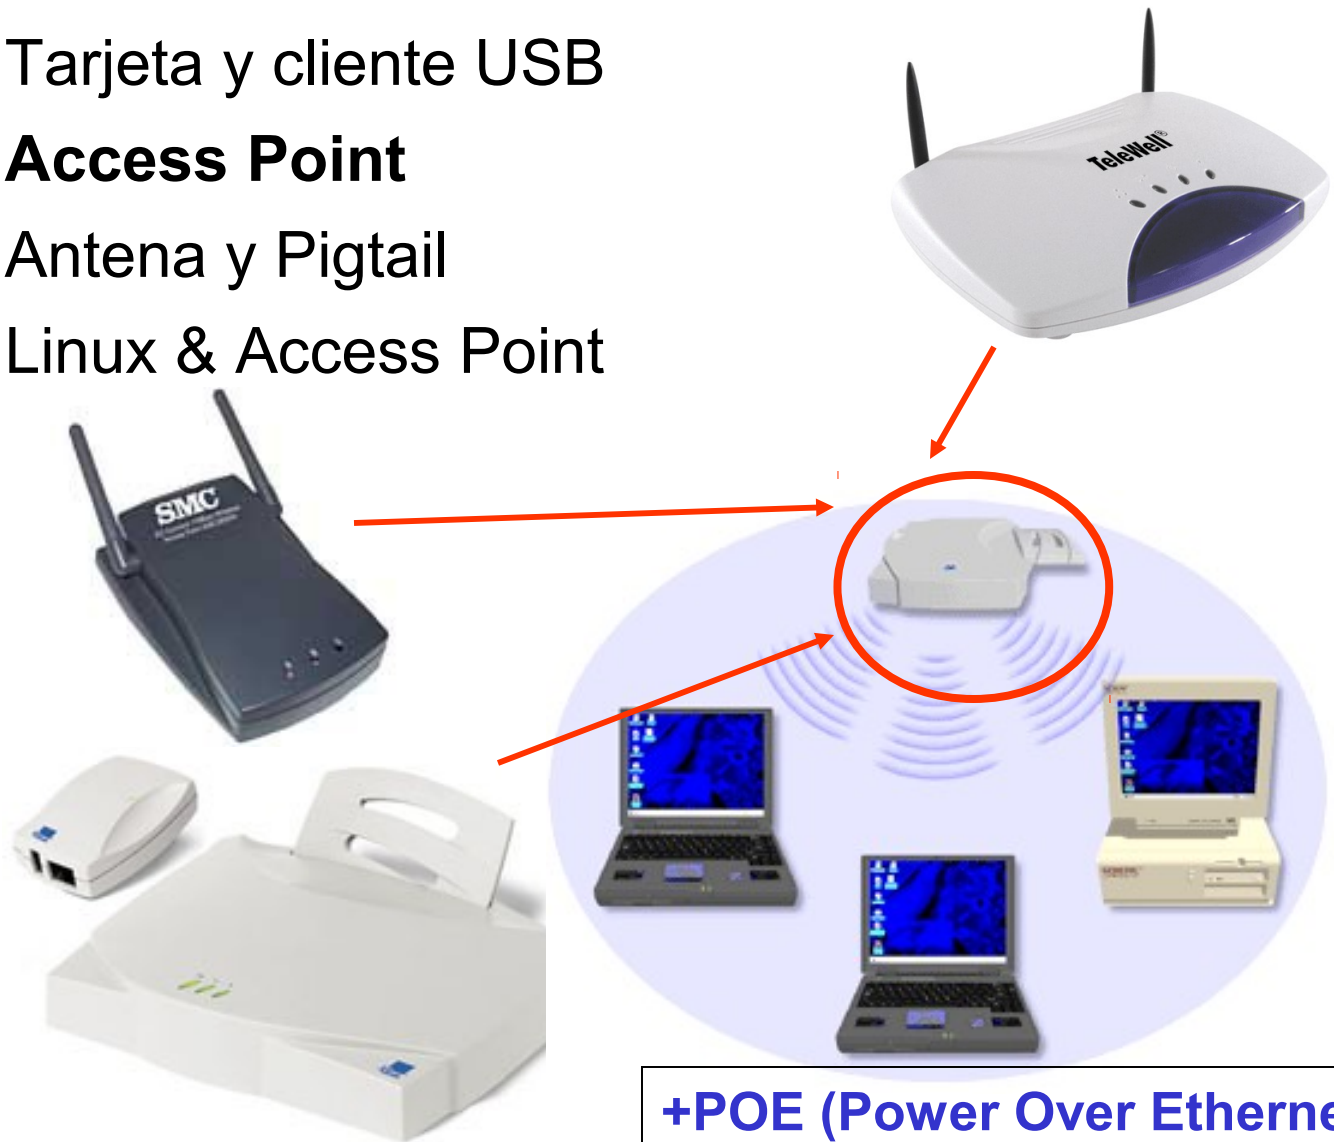 Tarjeta y cliente USB
Access Point
Antena y Pigtail
Linux & Access Point
TeleWell®
SMC
+POE (Power Over Etherne